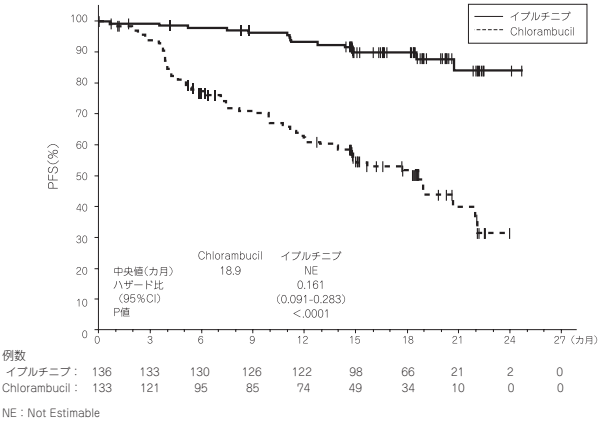 イプルチニブ
Chlorambucil
100
90
80
70
60
50
40
30
20
10
0
PFS(%)
Chlorambucil イプルチニブ
中央値(カ月) 18.9 NE
ハザード比 0.161
(95%CI) (0.091-0.283)
P値 <.0001
0 3 6 9 12 15 18 21 24 27 (カ月)
例数
イプルチニブ: 136 133 130 126 122 98 66 21 2 0
Chlorambucil: 133 121 95 85 74 49 34 10 0 0
NE:Not Estimable